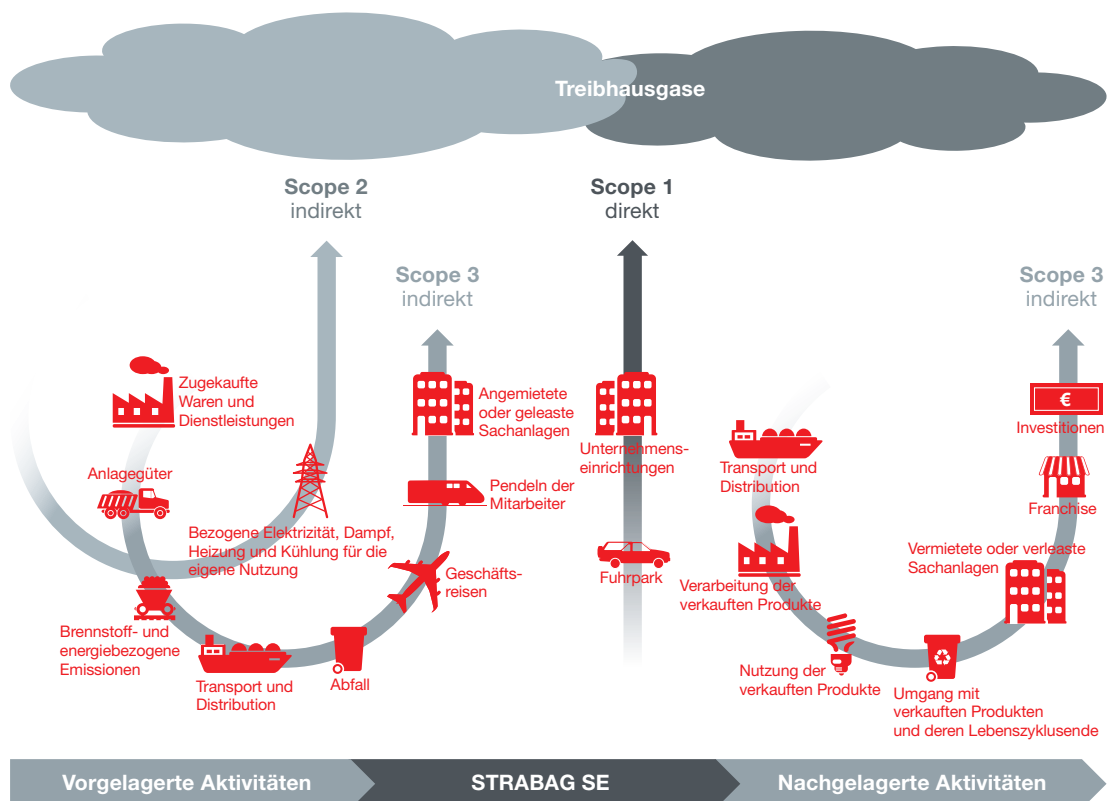 Treibhausgase
Scope 2
indirekt
Scope 1
direkt
Scope 3
indirekt
Scope 3
indirekt
Zugekaufte
Waren und
Dienstleistungen
Anlagegüter
Bezogene Elektrizität, Dampf,
Heizung und Kühlung für die
eigene Nutzung
Brennstoff- und
energiebezogene
Emissionen
Transport und
Distribution
Abfall
Geschäfts-
reisen
Pendeln der
Mitarbeiter
Angemietete
oder geleaste
Sachanlagen
Unternehmens-
einrichtungen
Fuhrpark
Transport und
Distribution
Verarbeitung der
verkauften Produkte
Nutzung der
verkauften Produkte
Umgang mit
verkauften Produkten
und deren Lebenszyklusende
Vermietete oder verleaste
Sachanlagen
Franchise
€
Investitionen
Vorgelagerte Aktivitäten
STRABAG SE
Nachgelagerte Aktivitäten